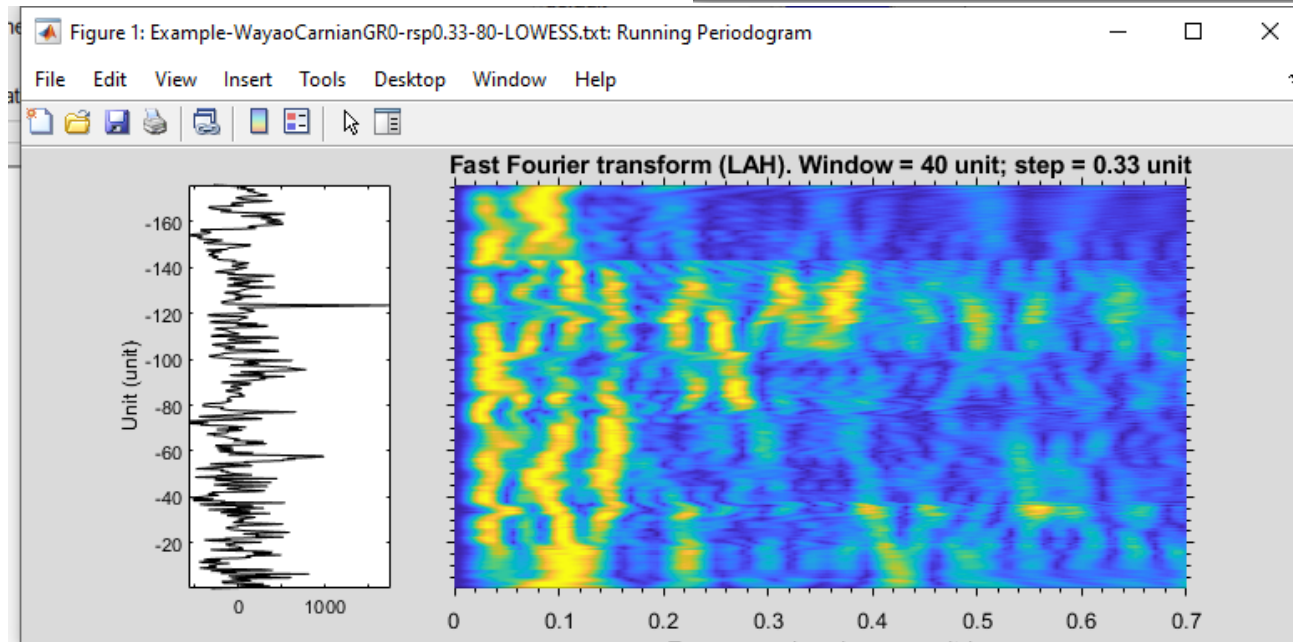 Figure 1: Example-WayaoCarnianGR0-rsp0.33-80-LOWESS.txt: Running Periodogram
File Edit View Insert Tools Desktop Window Help
Fast Fourier transform (LAH). Window = 40 unit; step = 0.33 unit
-160
-140
-120
-100
-80
-60
-40
-20
Unit (unit)
0 1000
0 0.1 0.2 0.3 0.4 0.5 0.6 0.7